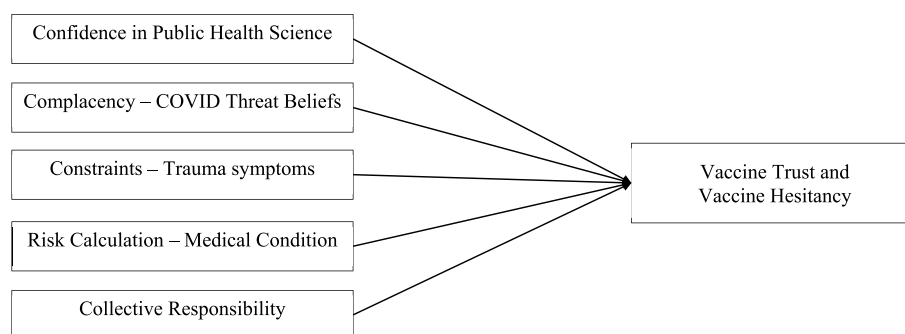 Confidence in Public Health Science
Complacency – COVID Threat Beliefs
Constraints – Trauma symptoms
Risk Calculation – Medical Condition
Collective Responsibility
Vaccine Trust and
Vaccine Hesitancy